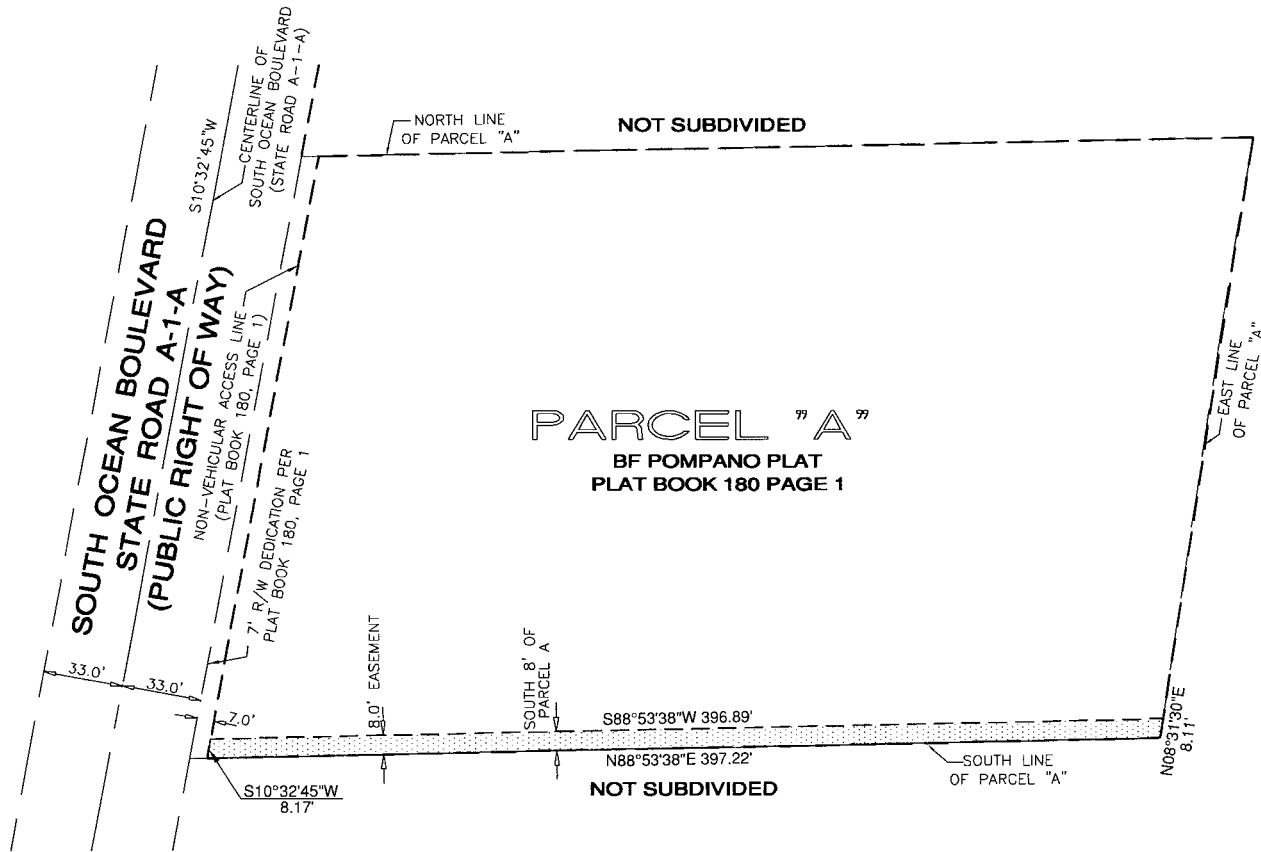 S10°32'45"W
CENTERLINE OF
SOUTH OCEAN BOULEVARD
(STATE ROAD A-1-A)
NORTH LINE
OF PARCEL "A"
NOT SUBDIVIDED
SOUTH OCEAN BOULEVARD
STATE ROAD A-1-A
(PUBLIC RIGHT OF WAY)
NON-VEHICULAR ACCESS LINE
(PLAT BOOK 180, PAGE 1)
7' R/W DEDICATION PER
PLAT BOOK 180, PAGE 1
PARCEL "A"
BF POMPANO PLAT
PLAT BOOK 180 PAGE 1
EAST LINE
OF PARCEL "A"
33.0'
33.0'
7.0'
8.0' EASEMENT
SOUTH 8' OF
PARCEL A
S88°53'38"W 396.89'
N88°53'38"E 397.22'
N08°31'30"E
8.11'
SOUTH LINE
OF PARCEL "A"
S10°32'45"W
8.17'
NOT SUBDIVIDED